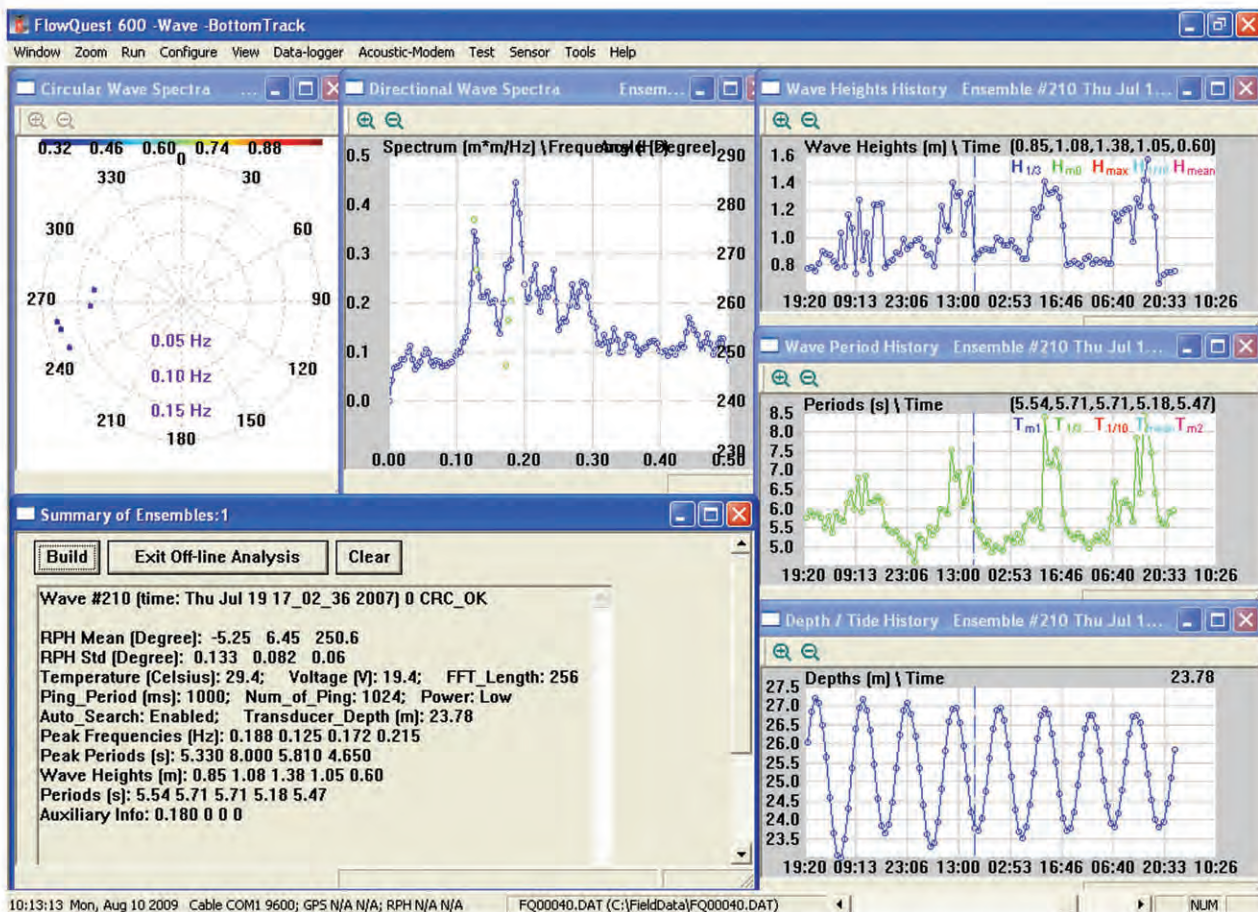 FlowQuest 600 -Wave -BottomTrack
Window Zoom Run Configure View Data-logger Acoustic-Modem Test Sensor Tools Help
Circular Wave Spectra ...
0.32 0.46 0.60 0.74 0.88
0
330 30
300 60
270 90
240 120
210 150
180
0.05 Hz
0.10 Hz
0.15 Hz
Directional Wave Spectra Ensem...
Spectrum (m*m/Hz) \ Frequency (Hz) Angle (Degree)
0.5 290
0.4 280
0.3 270
0.2 260
0.1 250
0.0 240
230
0.00 0.10 0.20 0.30 0.40 0.50
Wave Heights History Ensemble #210 Thu Jul 1...
Wave Heights (m) \ Time (0.85,1.08,1.38,1.05,0.60)
H1/3 Hm0 Hmax H1/10 Hmean
1.6
1.4
1.2
1.0
0.8
19:20 09:13 23:06 13:00 02:53 16:46 06:40 20:33 10:26
Wave Period History Ensemble #210 Thu Jul 1...
Periods (s) \ Time (5.54,5.71,5.71,5.18,5.47)
Tm1 T1/3 T1/10 Tmean Tm2
8.5
8.0
7.5
7.0
6.5
6.0
5.5
5.0
19:20 09:13 23:06 13:00 02:53 16:46 06:40 20:33 10:26
Summary of Ensembles:1
Build Exit Off-line Analysis Clear
Wave #210 (time: Thu Jul 19 17_02_36 2007) 0 CRC_OK
RPH Mean (Degree): -5.25 6.45 250.6
RPH Std (Degree): 0.133 0.082 0.06
Temperature (Celsius): 29.4; Voltage (V): 19.4; FFT_Length: 256
Ping_Period (ms): 1000; Num_of_Ping: 1024; Power: Low
Auto_Search: Enabled; Transducer_Depth (m): 23.78
Peak Frequencies (Hz): 0.188 0.125 0.172 0.215
Peak Periods (s): 5.330 8.000 5.810 4.650
Wave Heights (m): 0.85 1.08 1.38 1.05 0.60
Periods (s): 5.54 5.71 5.71 5.18 5.47
Auxiliary Info: 0.180 0 0 0
Depth / Tide History Ensemble #210 Thu Jul 1...
Depths (m) \ Time 23.78
27.5
26.5
26.0
25.5
25.0
24.5
24.0
23.5
19:20 09:13 23:06 13:00 02:53 16:46 06:40 20:33 10:26
10:13:13 Mon, Aug 10 2009 Cable COM1 9600; GPS N/A N/A; RPH N/A N/A FQ00040.DAT (C:\FieldData\FQ00040.DAT) NUM